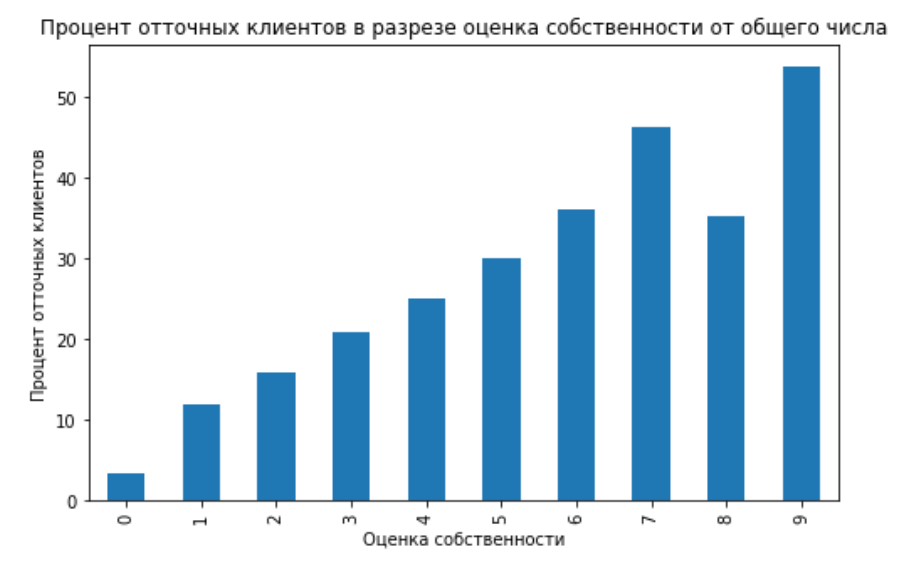 Процент отточных клиентов в разрезе оценка собственности от общего числа
Процент отточных клиентов
50
40
30
20
10
0
0 1 2 3 4 5 6 7 8 9
Оценка собственности